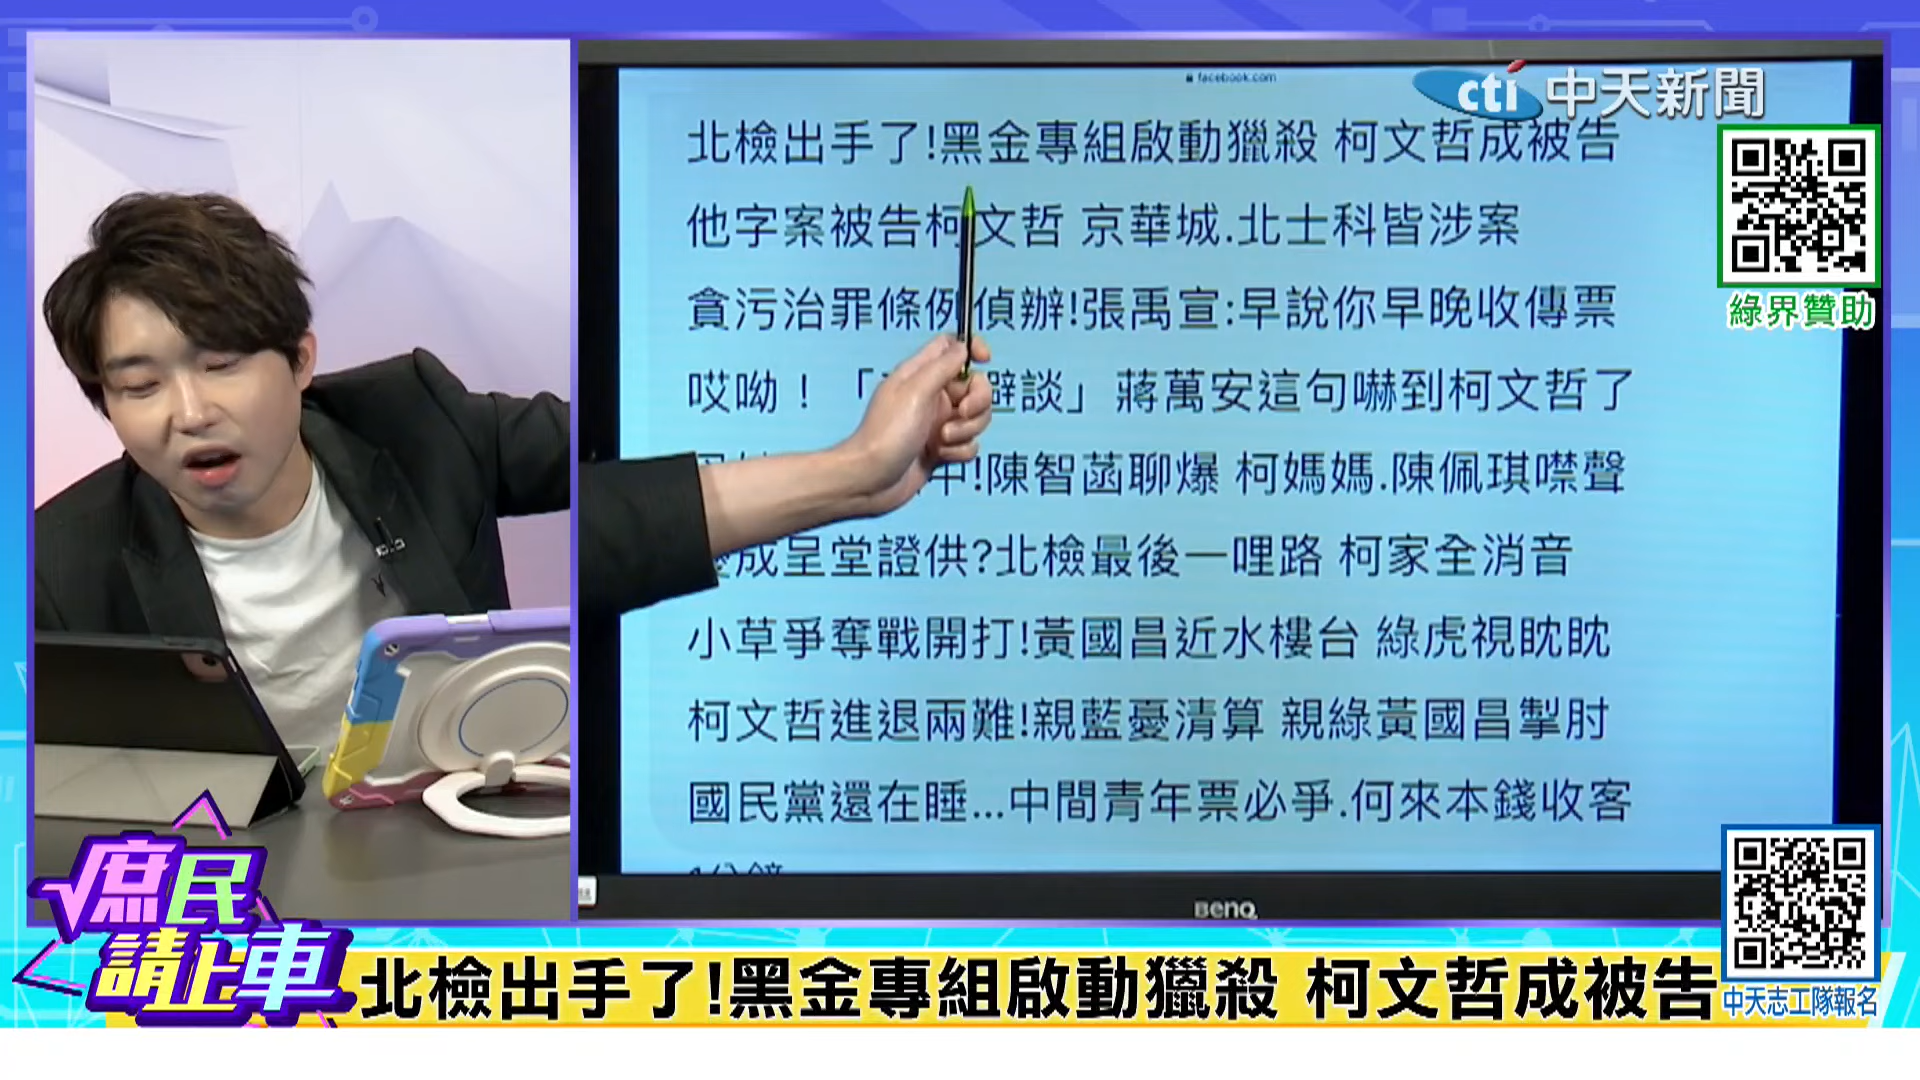 facebook.com
cti 中天新聞
北檢出手了!黑金專組啟動獵殺 柯文哲成被告
他字案被告柯文哲 京華城.北士科皆涉案
貪污治罪條例偵辦!張禹宣:早說你早晚收傳票
哎呦！「 避談」蔣萬安這句嚇到柯文哲了
中!陳智菡聊爆 柯媽媽.陳佩琪噤聲
成呈堂證供?北檢最後一哩路 柯家全消音
小草爭奪戰開打!黃國昌近水樓台 綠虎視眈眈
柯文哲進退兩難!親藍憂清算 親綠黃國昌掣肘
國民黨還在睡...中間青年票必爭.何來本錢收客
BenQ
綠界贊助
庶民
請上車
北檢出手了!黑金專組啟動獵殺 柯文哲成被告
中天志工隊報名